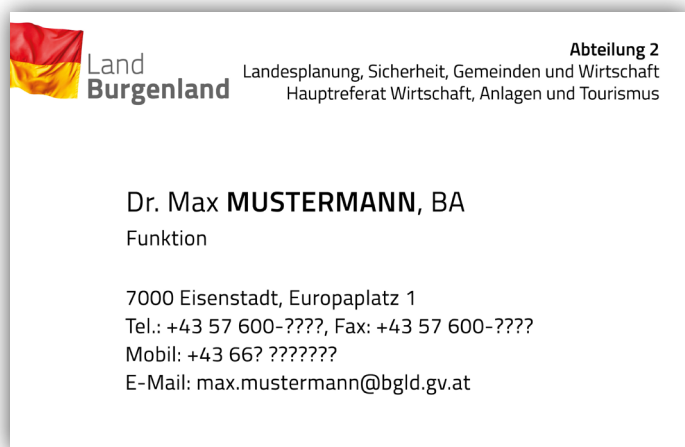 Land
Burgenland
Abteilung 2
Landesplanung, Sicherheit, Gemeinden und Wirtschaft
Hauptreferat Wirtschaft, Anlagen und Tourismus
Dr. Max MUSTERMANN, BA
Funktion
7000 Eisenstadt, Europaplatz 1
Tel.: +43 57 600-????, Fax: +43 57 600-????
Mobil: +43 66? ???????
E-Mail: max.mustermann@bgld.gv.at